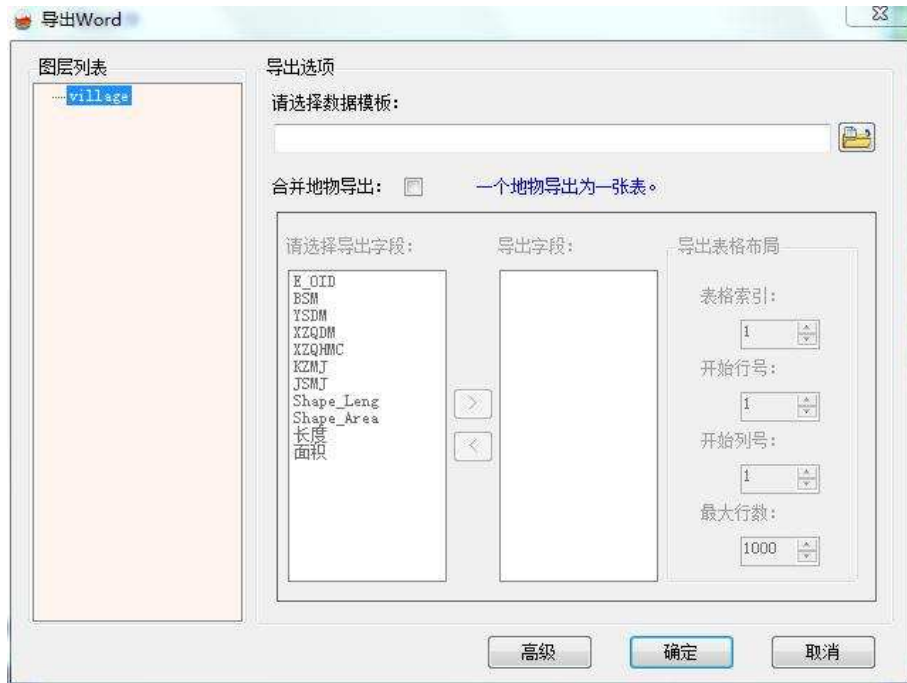 导出Word
图层列表
village
导出选项
请选择数据模板：
合并地物导出：
一个地物导出为一张表。
请选择导出字段：
E_OID
BSM
YSDM
XZQDM
XZQHMC
KZMJ
JSMJ
Shape_Leng
Shape_Area
长度
面积
>
<
导出字段：
导出表格布局
表格索引：
1
开始行号：
1
开始列号：
1
最大行数：
1000
高级
确定
取消